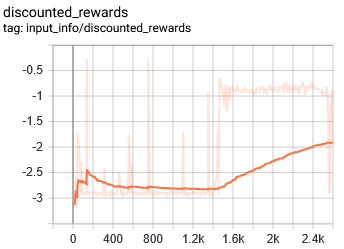 discounted_rewards
tag: input_info/discounted_rewards
-0.5
-1
-1.5
-2
-2.5
-3
0 400 800 1.2k 1.6k 2k 2.4k